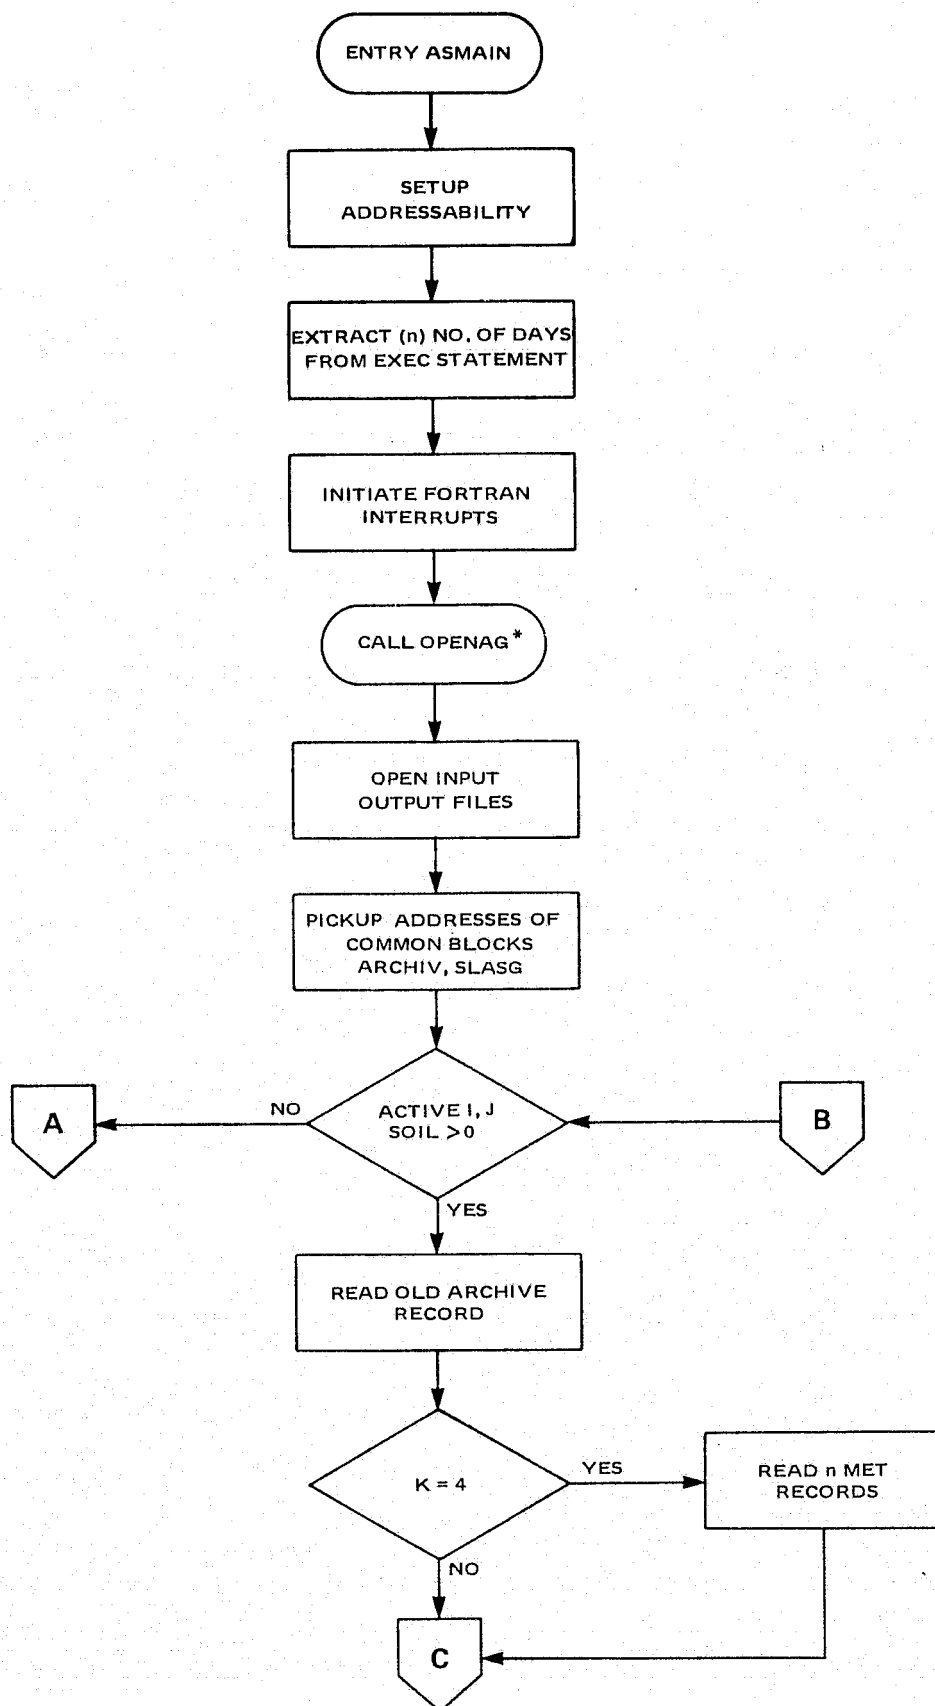 ENTRY ASMAIN
SETUP
ADDRESSABILITY
EXTRACT (n) NO. OF DAYS
FROM EXEC STATEMENT
INITIATE FORTRAN
INTERRUPTS
CALL OPENAG*
OPEN INPUT
OUTPUT FILES
PICKUP ADDRESSES OF
COMMON BLOCKS
ARCHIV, SLASG
A
NO
ACTIVE I, J
SOIL >0
B
YES
READ OLD ARCHIVE
RECORD
K = 4
YES
READ n MET
RECORDS
NO
C